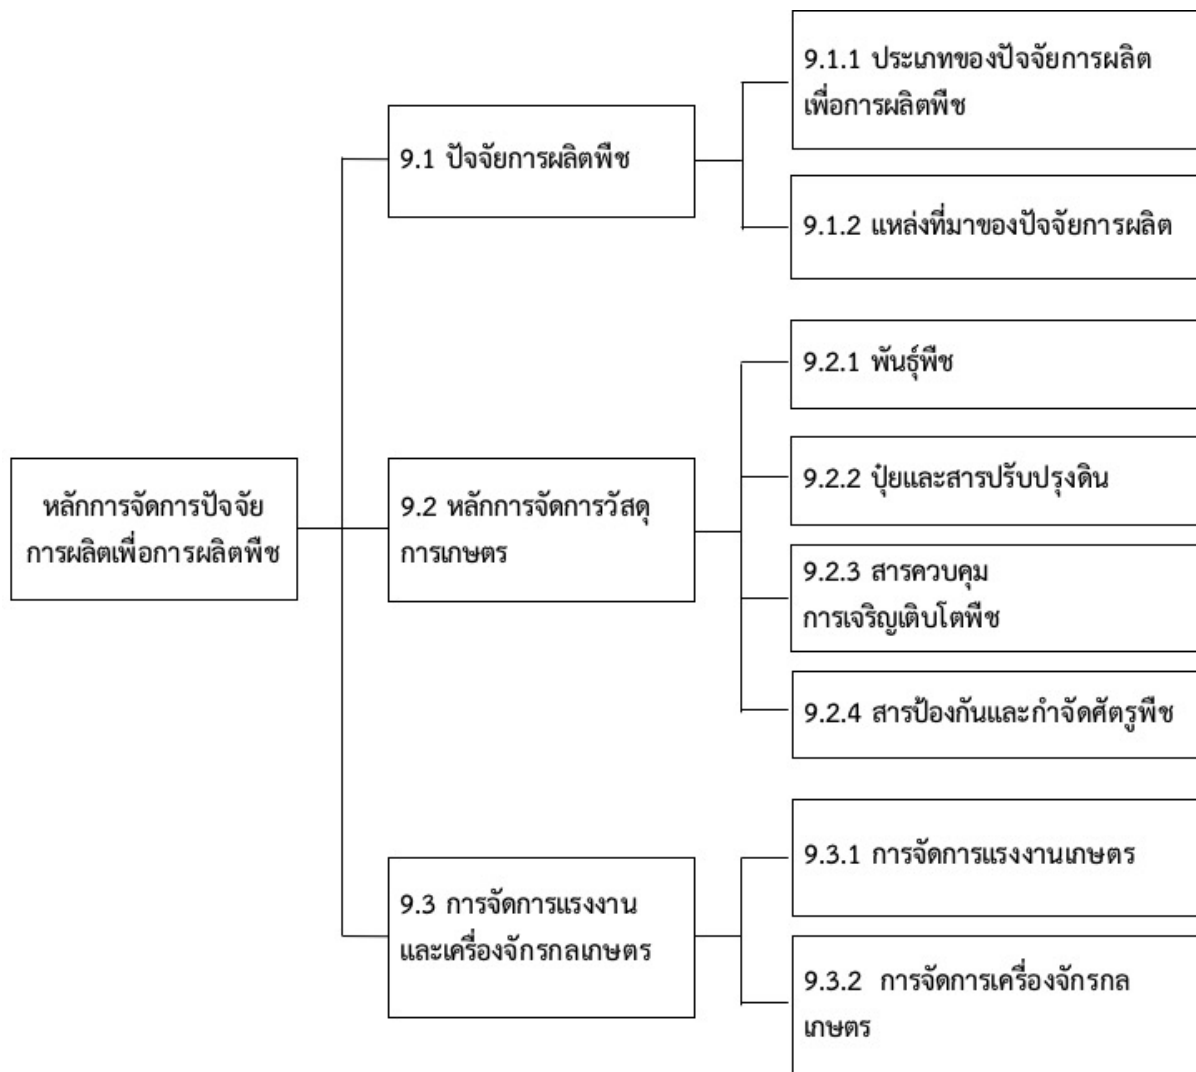 หลักการจัดการปัจจัย
การผลิตเพื่อการผลิตพืช
9.1 ปัจจัยการผลิตพืช
9.1.1 ประเภทของปัจจัยการผลิต
เพื่อการผลิตพืช
9.1.2 แหล่งที่มาของปัจจัยการผลิต
9.2 หลักการจัดการวัสดุ
การเกษตร
9.2.1 พันธุ์พืช
9.2.2 ปุ๋ยและสารปรับปรุงดิน
9.2.3 สารควบคุม
การเจริญเติบโตพืช
9.2.4 สารป้องกันและกำจัดศัตรูพืช
9.3 การจัดการแรงงาน
และเครื่องจักรกลเกษตร
9.3.1 การจัดการแรงงานเกษตร
9.3.2 การจัดการเครื่องจักรกล
เกษตร